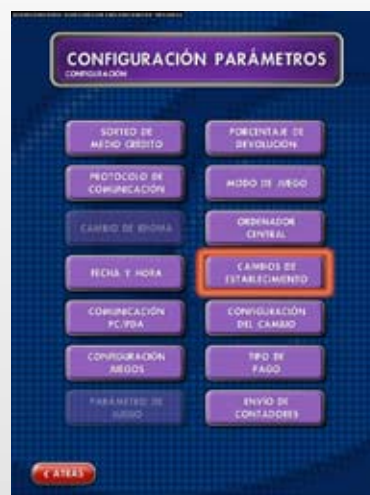 CONFIGURACIÓN PARÁMETROS
CONFIGURACIÓN
SORTEO DE
MEDIO CRÉDITO
PORCENTAJE DE
DEVOLUCIÓN
PROTOCOLO DE
COMUNICACIÓN
MODO DE JUEGO
CAMBIO DE IDIOMA
ORDENADOR
CENTRAL
FECHA Y HORA
CAMBIOS DE
ESTABLECIMIENTO
COMUNICACIÓN
PC/PDA
CONFIGURACIÓN
DEL CAMBIO
CONFIGURACIÓN
JUEGOS
TIPO DE
PAGO
PARÁMETRO DE
JUEGO
ENVÍO DE
CONTADORES
ATRÁS